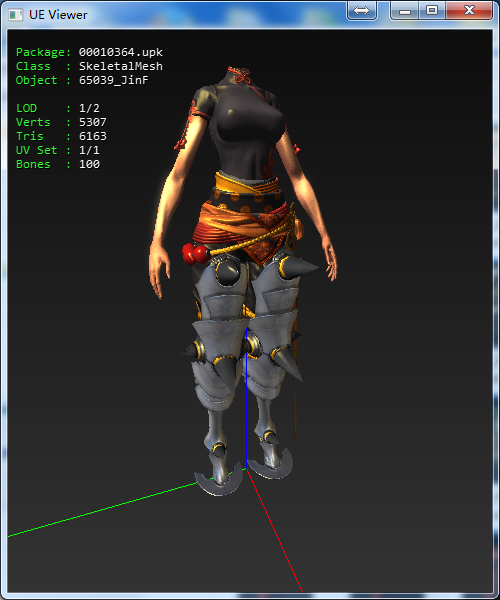 UE Viewer
Package: 00010364.upk
Class : SkeletalMesh
Object : 65039_JinF
LOD : 1/2
Verts : 5307
Tris : 6163
UV Set : 1/1
Bones : 100